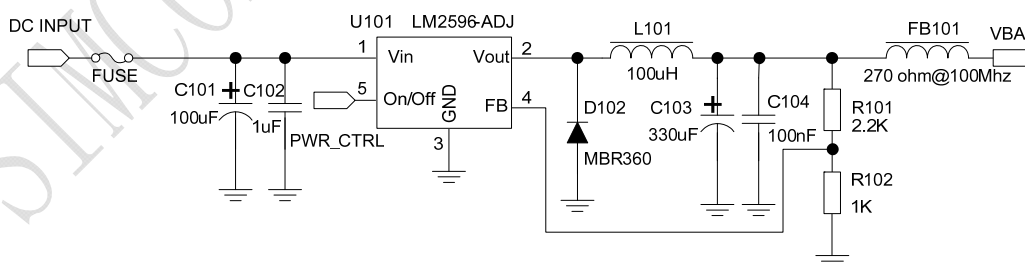 SIMCO
DC INPUT
FUSE
C101
100uF
+
C102
1uF
U101 LM2596-ADJ
1
Vin
Vout
2
5
On/Off
GND
FB
4
3
PWR_CTRL
D102
MBR360
L101
100uH
C103
330uF
+
C104
100nF
R101
2.2K
R102
1K
FB101
270 ohm@100Mhz
VBA